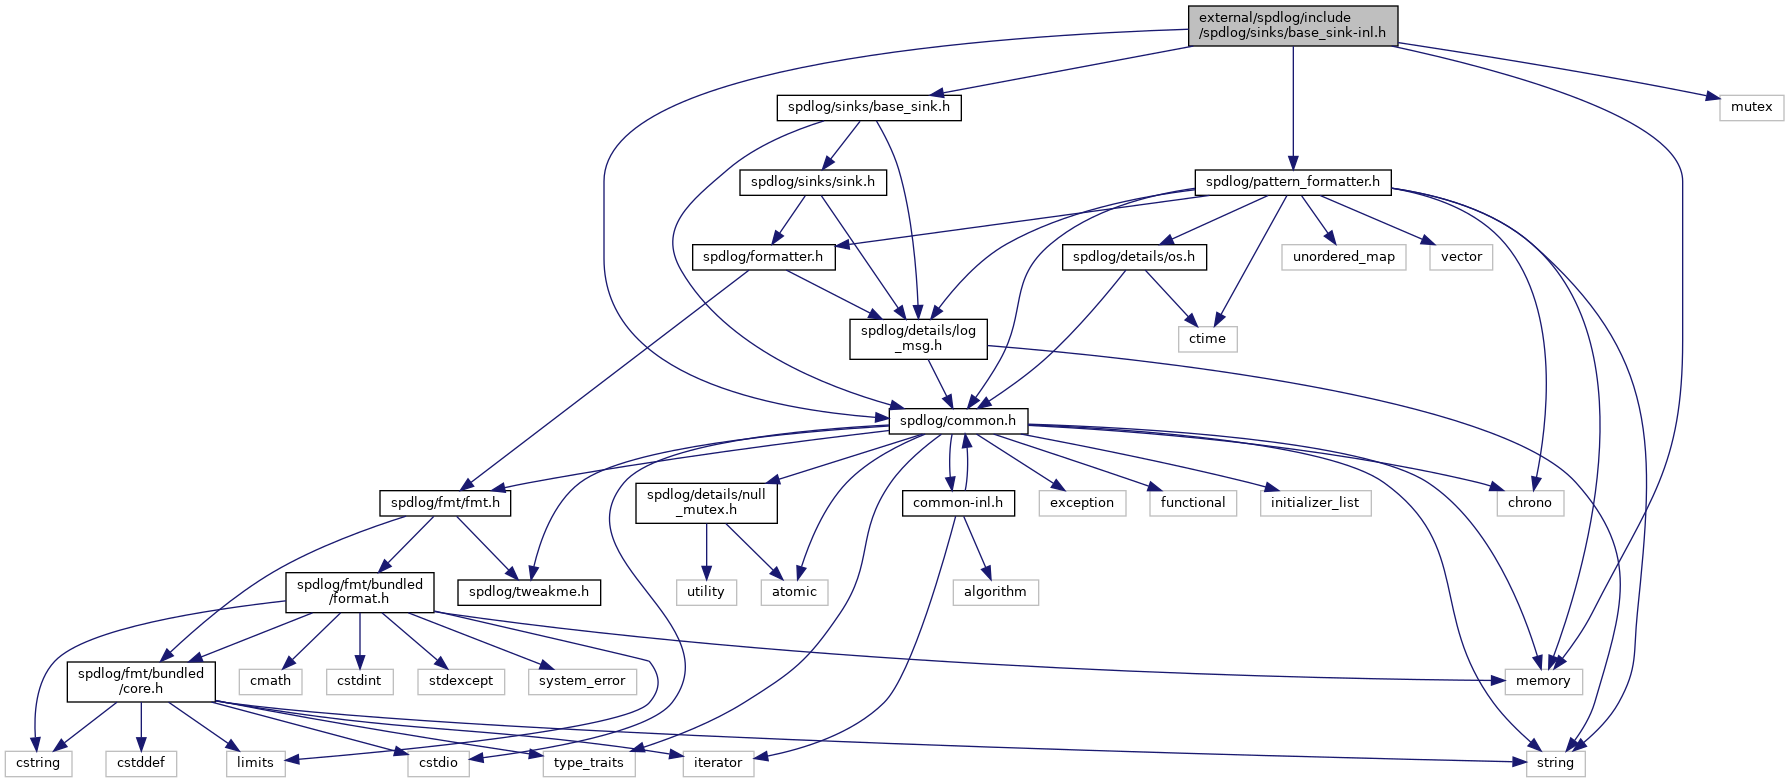 external/spdlog/include
/spdlog/sinks/base_sink-inl.h
spdlog/sinks/base_sink.h
mutex
spdlog/sinks/sink.h
spdlog/pattern_formatter.h
spdlog/formatter.h
spdlog/details/os.h
unordered_map
vector
spdlog/details/log
_msg.h
ctime
spdlog/common.h
spdlog/fmt/fmt.h
spdlog/details/null
_mutex.h
common-inl.h
exception
functional
initializer_list
chrono
spdlog/fmt/bundled
/format.h
spdlog/tweakme.h
utility
atomic
algorithm
spdlog/fmt/bundled
/core.h
cmath
cstdint
stdexcept
system_error
memory
cstring
cstddef
limits
cstdio
type_traits
iterator
string